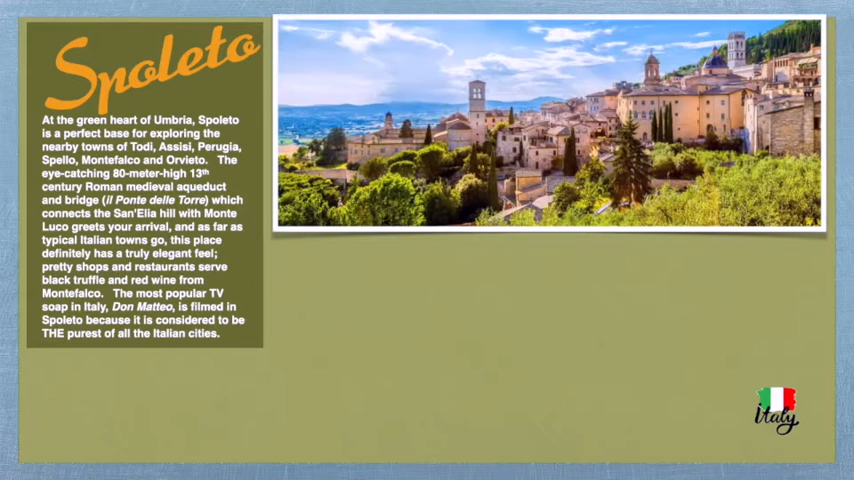 Spoleto
At the green heart of Umbria, Spoleto
is a perfect base for exploring the
nearby towns of Todi, Assisi, Perugia,
Spello, Montefalco and Orvieto. The
eye-catching 80-meter-high 13th
century Roman medieval aqueduct
and bridge (il Ponte delle Torre) which
connects the San'Elia hill with Monte
Luco greets your arrival, and as far as
typical Italian towns go, this place
definitely has a truly elegant feel;
pretty shops and restaurants serve
black truffle and red wine from
Montefalco. The most popular TV
soap in Italy, Don Matteo, is filmed in
Spoleto because it is considered to be
THE purest of all the Italian cities.
italy